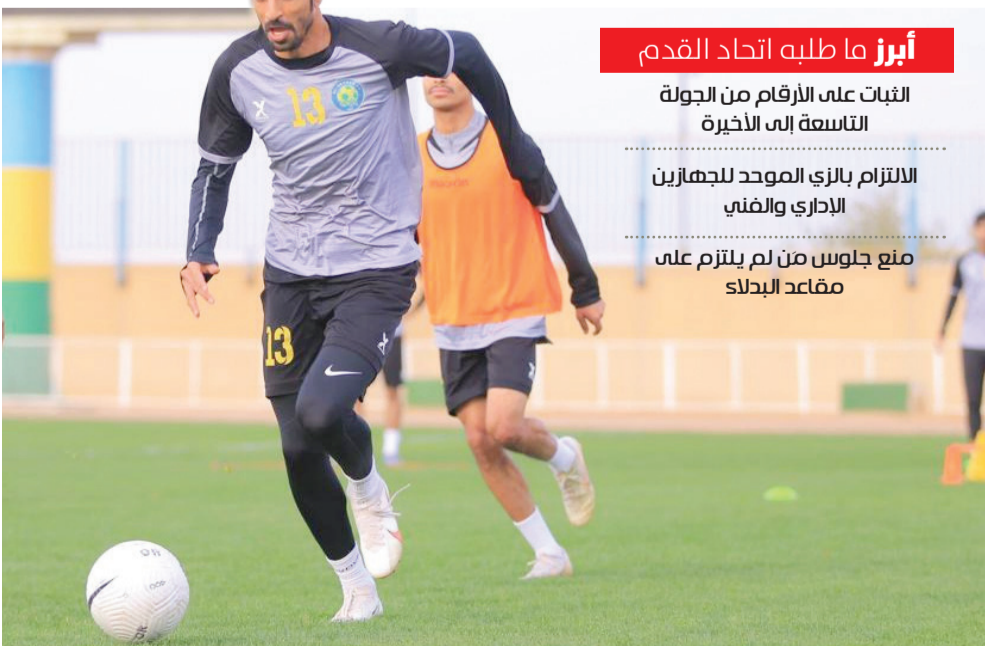 أبرز ما طلبه اتحاد القدم
الثبات على الأرقام من الجولة
التاسعة إلى الأخيرة
الالتزام بالزي الموحد للجهازين
الإداري والفني
منع جلوس مَن لم يلتزم على
مقاعد البدلاء
13
13